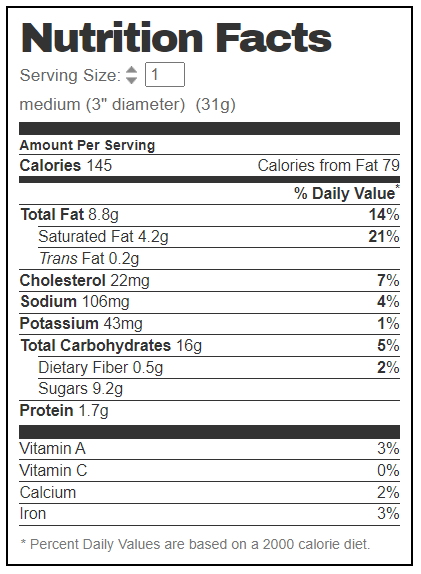 Nutrition Facts
Serving Size: 1
medium (3" diameter) (31g)
Amount Per Serving
Calories 145 Calories from Fat 79
% Daily Value*
Total Fat 8.8g 14%
Saturated Fat 4.2g 21%
Trans Fat 0.2g
Cholesterol 22mg 7%
Sodium 106mg 4%
Potassium 43mg 1%
Total Carbohydrates 16g 5%
Dietary Fiber 0.5g 2%
Sugars 9.2g
Protein 1.7g
Vitamin A 3%
Vitamin C 0%
Calcium 2%
Iron 3%
* Percent Daily Values are based on a 2000 calorie diet.